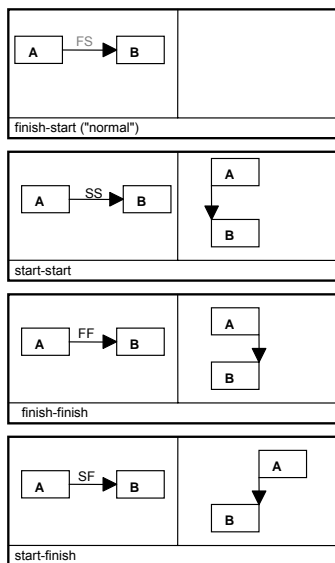 FS
A B
finish-start ("normal")
A SS B
A
B
start-start
A FF B
A
B
finish-finish
A SF B
A
B
start-finish